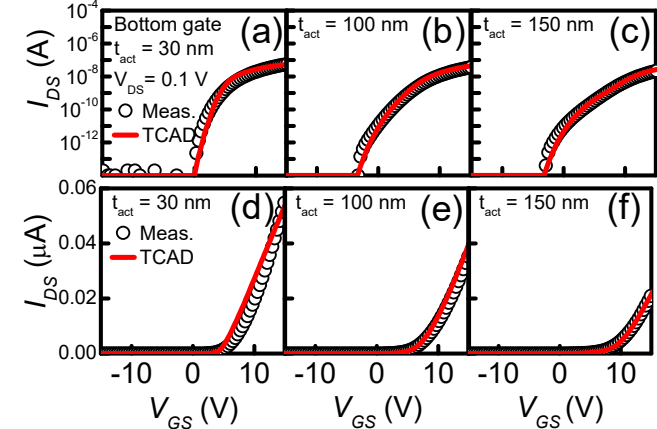 Bottom gate
t_act = 30 nm
V_DS = 0.1 V
Meas.
TCAD
(a)
t_act = 100 nm
(b)
t_act = 150 nm
(c)
10^-4
10^-6
10^-8
10^-10
10^-12
I_DS (A)
t_act = 30 nm
(d)
Meas.
TCAD
t_act = 100 nm
(e)
t_act = 150 nm
(f)
0.06
0.04
0.02
0.00
I_DS (μA)
-10 0 10
-10 0 10
-10 0 10
V_GS (V)
V_GS (V)
V_GS (V)